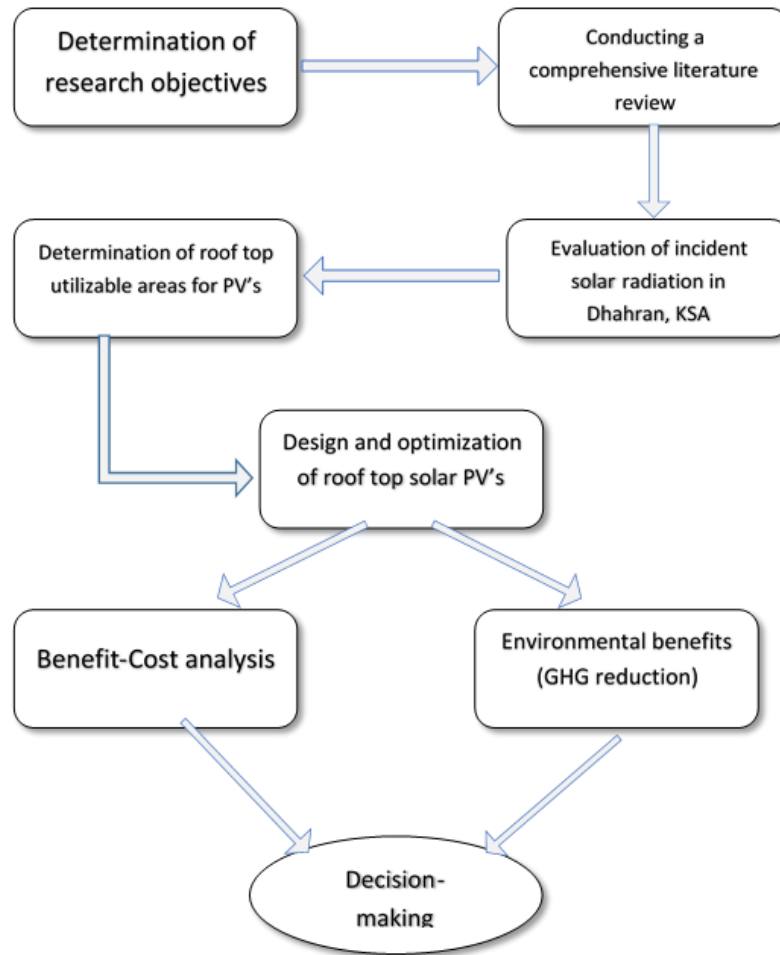 Determination of
research objectives
Conducting a
comprehensive literature
review
Determination of roof top
utilizable areas for PV's
Evaluation of incident
solar radiation in
Dhahran, KSA
Design and optimization
of roof top solar PV's
Benefit-Cost analysis
Environmental benefits
(GHG reduction)
Decision-
making